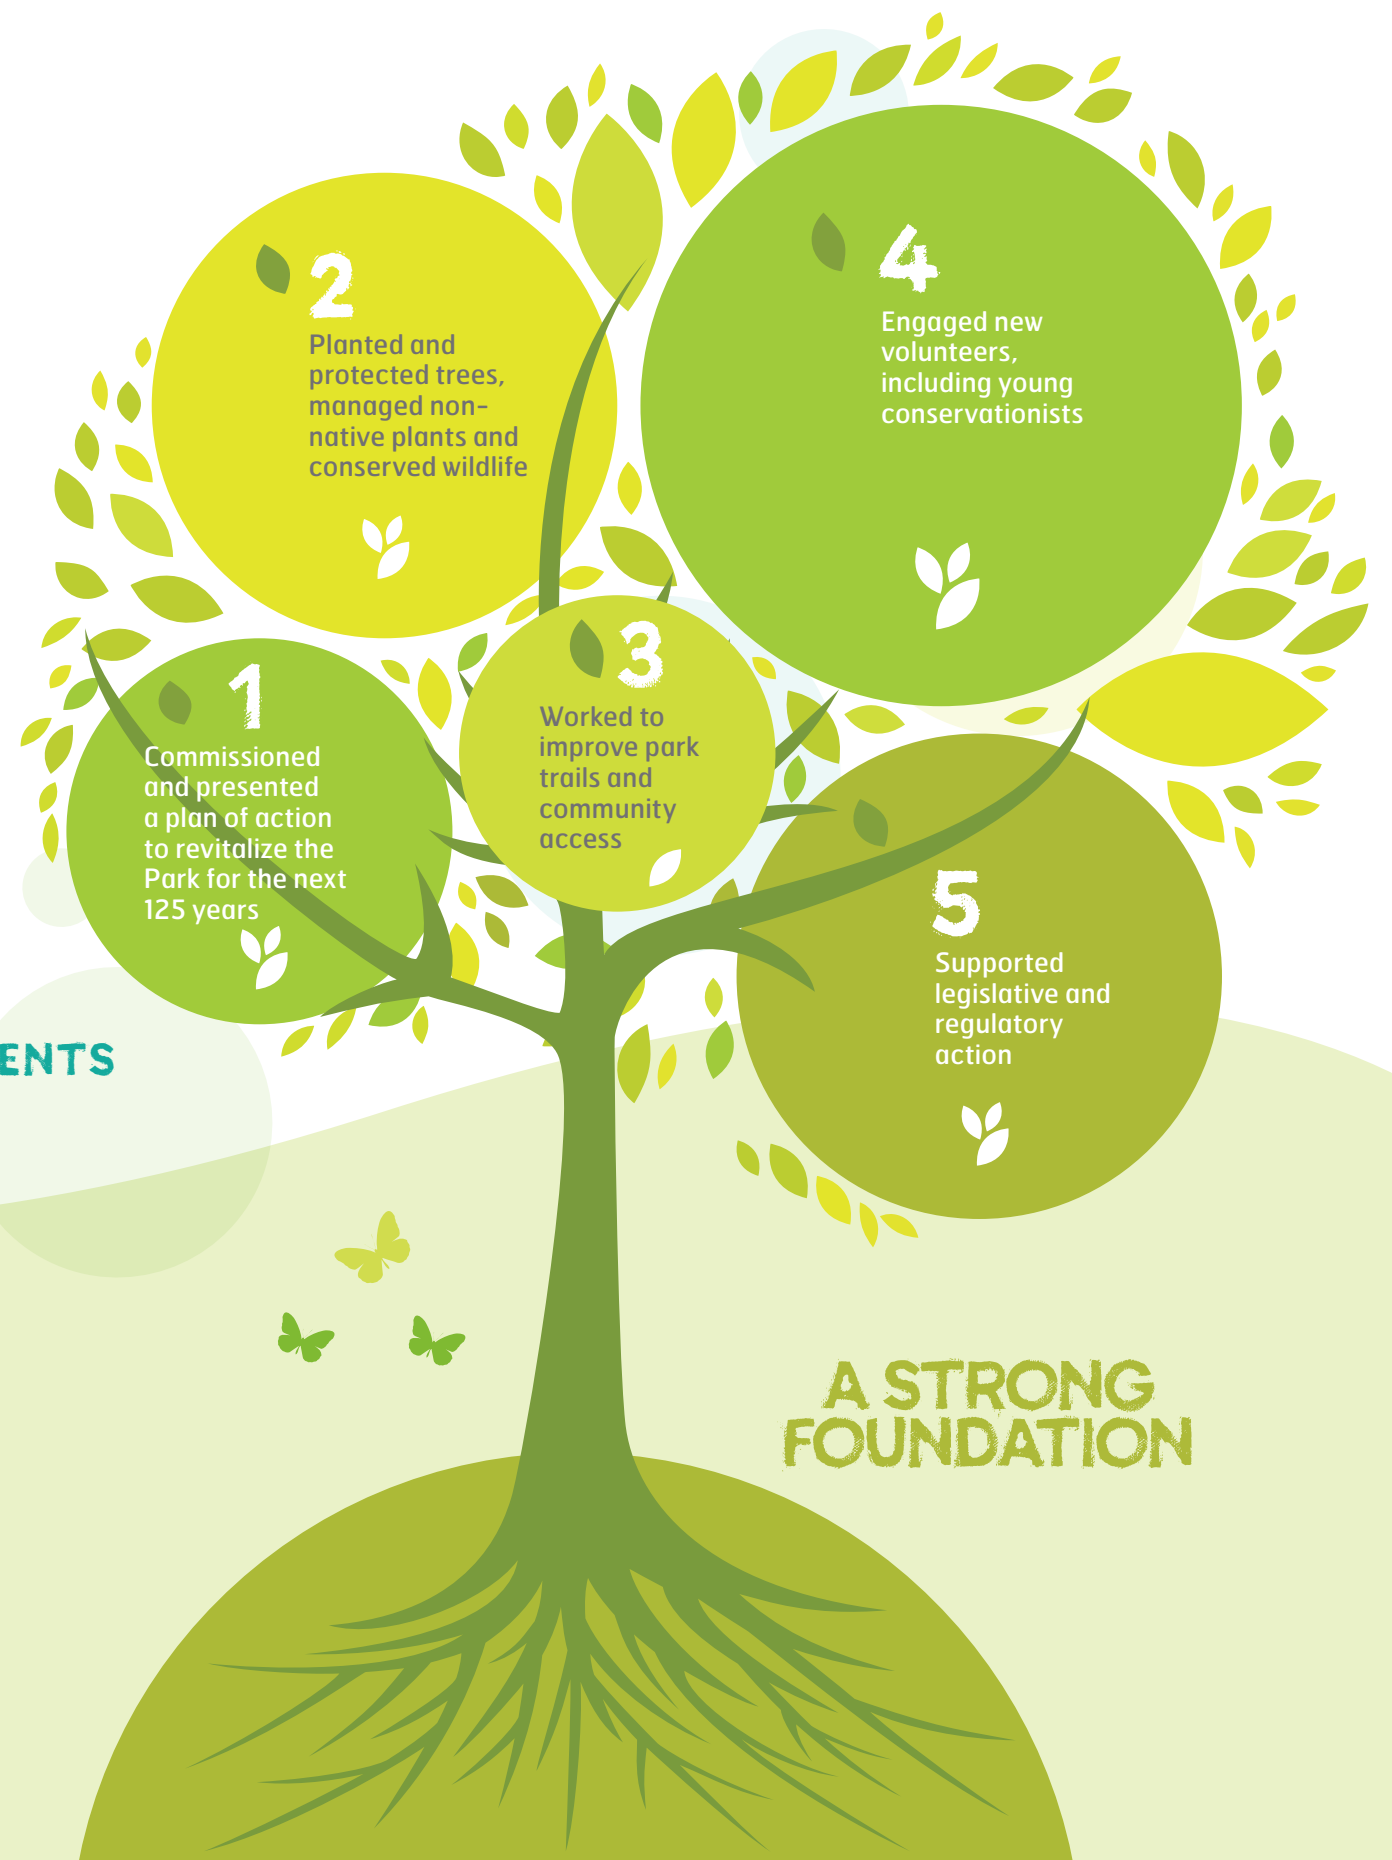 2
Planted and
protected trees,
managed non-
native plants and
conserved wildlife
4
Engaged new
volunteers,
including young
conservationists
1
Commissioned
and presented
a plan of action
to revitalize the
Park for the next
125 years
3
Worked to
improve park
trails and
community
access
5
Supported
legislative and
regulatory
action
ENTS
A STRONG
FOUNDATION